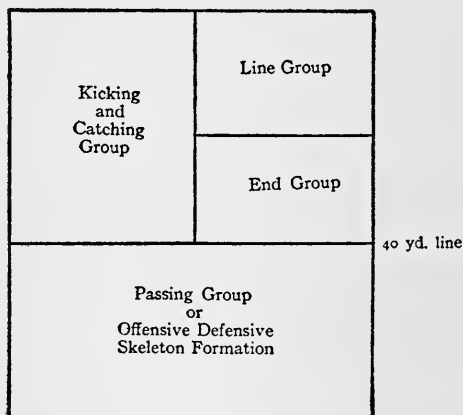 Kicking
and
Catching
Group
Line Group
End Group
40 yd. line
Passing Group
or
Offensive Defensive
Skeleton Formation